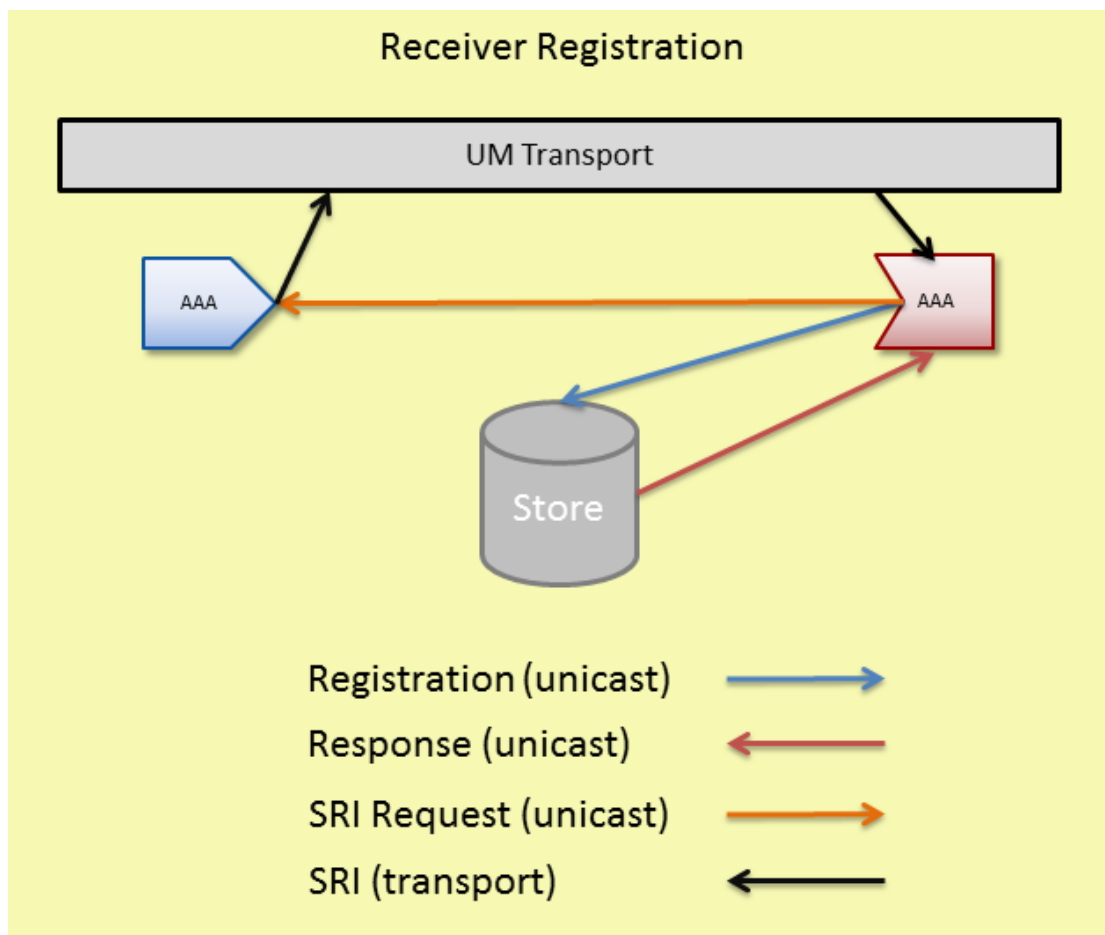 Receiver Registration
UM Transport
AAA
AAA
Store
Registration (unicast)
Response (unicast)
SRI Request (unicast)
SRI (transport)